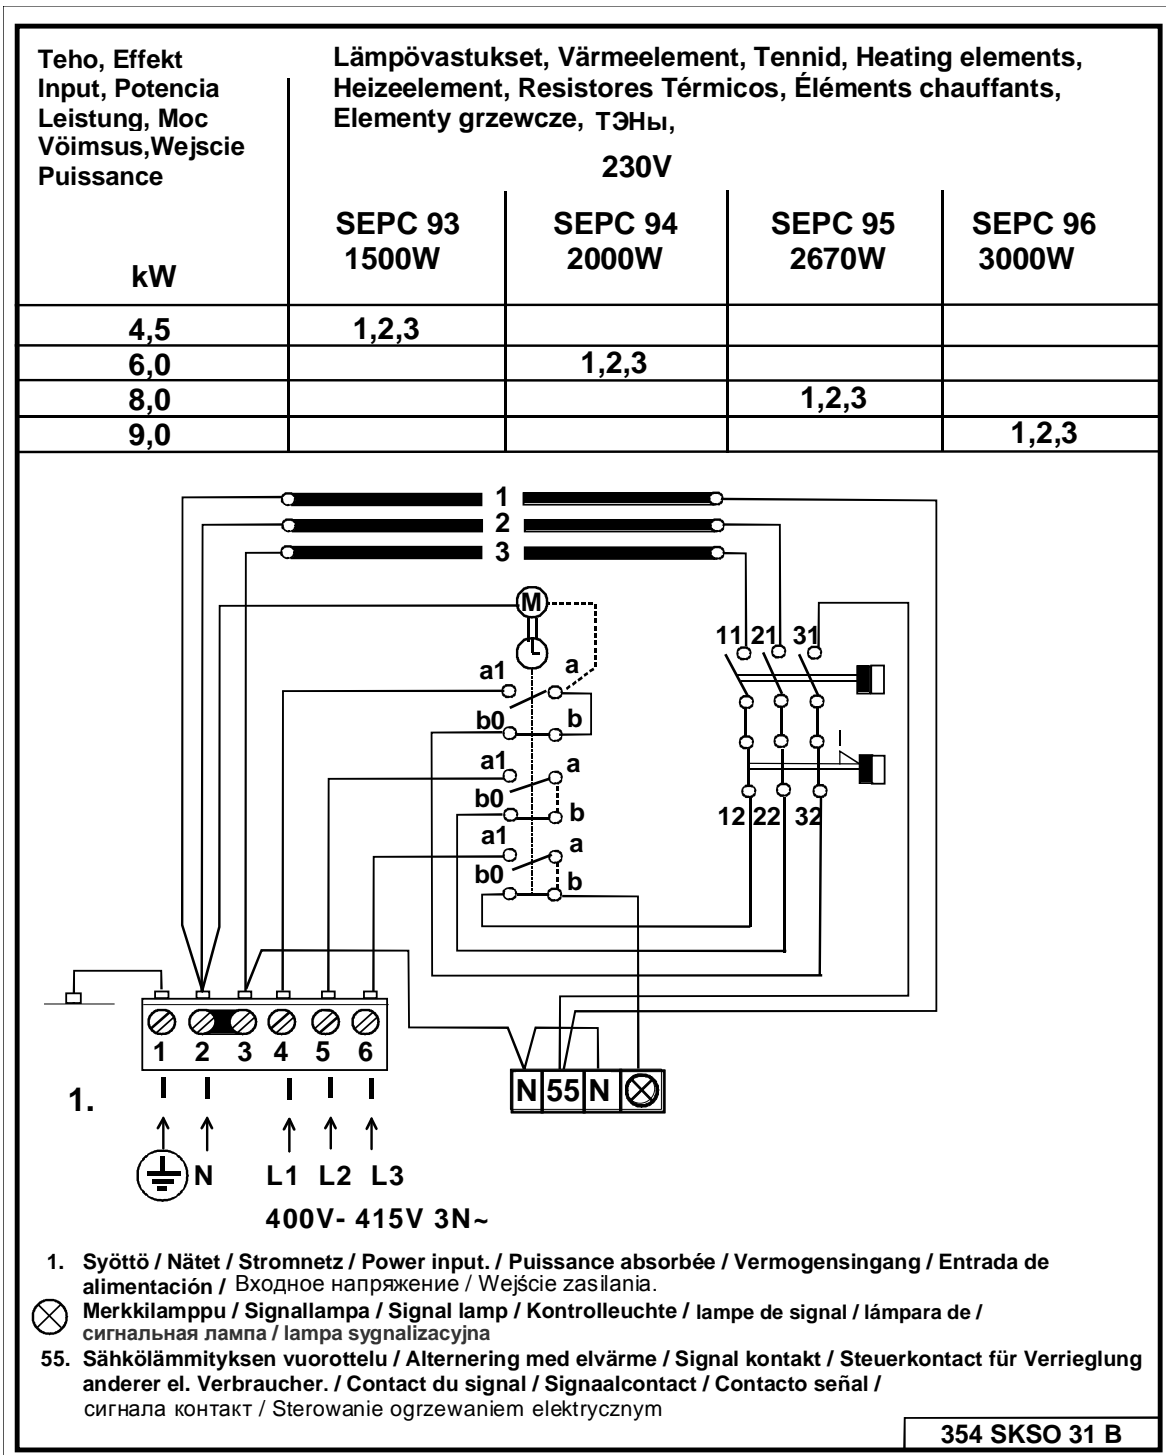 Teho, Effekt
Input, Potencia
Leistung, Moc
Vöimsus,Wejscie
Puissance
kW
Lämpövastukset, Värmeelement, Tennid, Heating elements,
Heizeelement, Resistores Térmicos, Éléments chauffants,
Elementy grzewcze, ТЭНы,
230V
SEPC 93 SEPC 94 SEPC 95 SEPC 96
1500W 2000W 2670W 3000W
4,5 1,2,3
6,0 1,2,3
8,0 1,2,3
9,0 1,2,3
1
2
3
M
11 21 31
a1 a
b0 b
a1 a
b0 b
a1 a
b0 b
12 22 32
1 2 3 4 5 6
N 55 N
1.
N L1 L2 L3
400V- 415V 3N~
1. Syöttö / Nätet / Stromnetz / Power input. / Puissance absorbée / Vermogensingang / Entrada de
alimentación / Входное напряжение / Wejście zasilania.
Merkkilamppu / Signallampa / Signal lamp / Kontrolleuchte / lampe de signal / lámpara de /
сигнальная лампа / lampa sygnalizacyjna
55. Sähkölämmityksen vuorottelu / Alternering med elvärme / Signal kontakt / Steuerkontact für Verrieglung
anderer el. Verbraucher. / Contact du signal / Signaalcontact / Contacto señal /
сигнала контакт / Sterowanie ogrzewaniem elektrycznym
354 SKSO 31 B